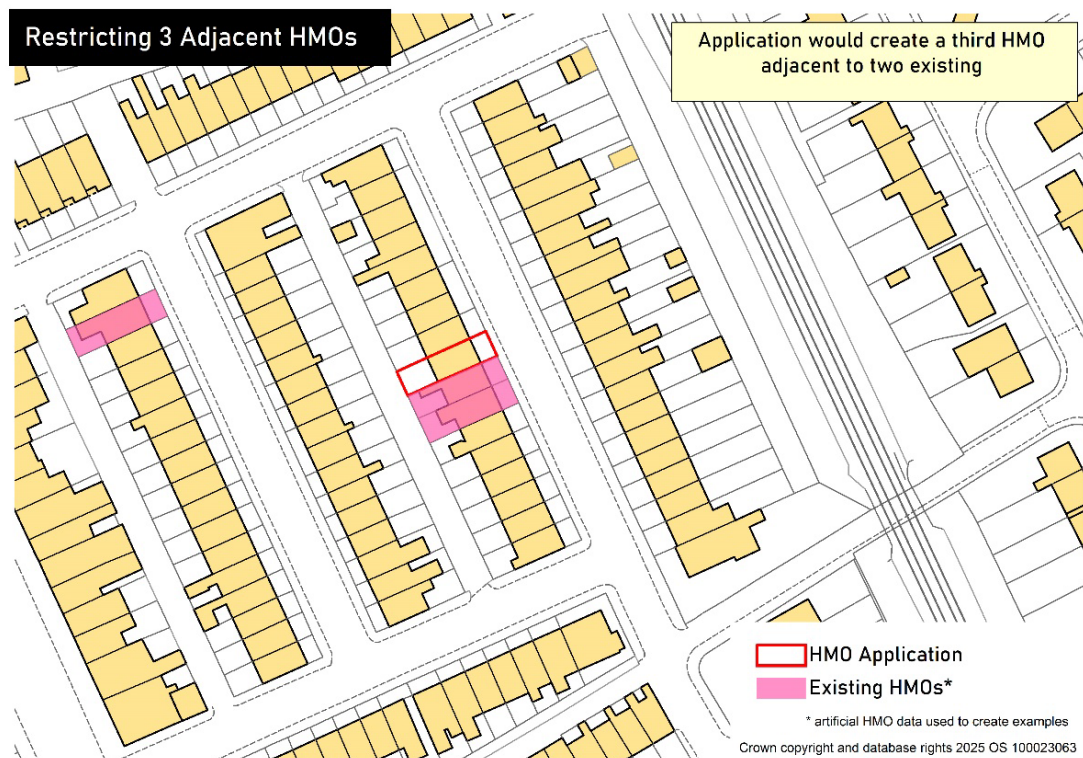 Restricting 3 Adjacent HMOs
Application would create a third HMO
adjacent to two existing
HMO Application
Existing HMOs*
* artificial HMO data used to create examples
Crown copyright and database rights 2025 OS 100023063